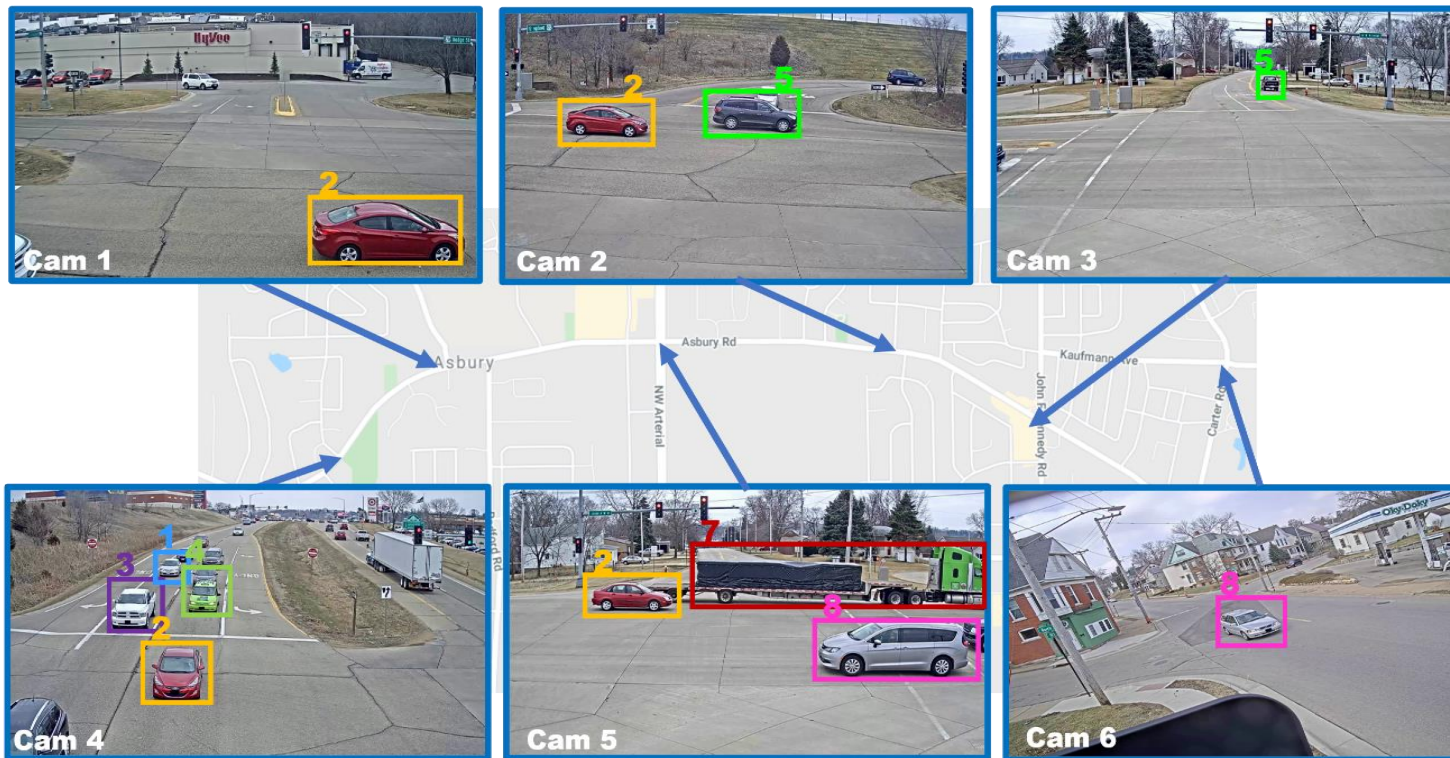 HyVee
2
Cam 1
2
5
Cam 2
5
Cam 3
Asbury
Asbury Rd
NW Arterial
Kaufmann Ave
John F Kennedy Rd
Carter Rd
1
4
3
2
Cam 4
7
2
8
Cam 5
Oky-Doky
8
Cam 6